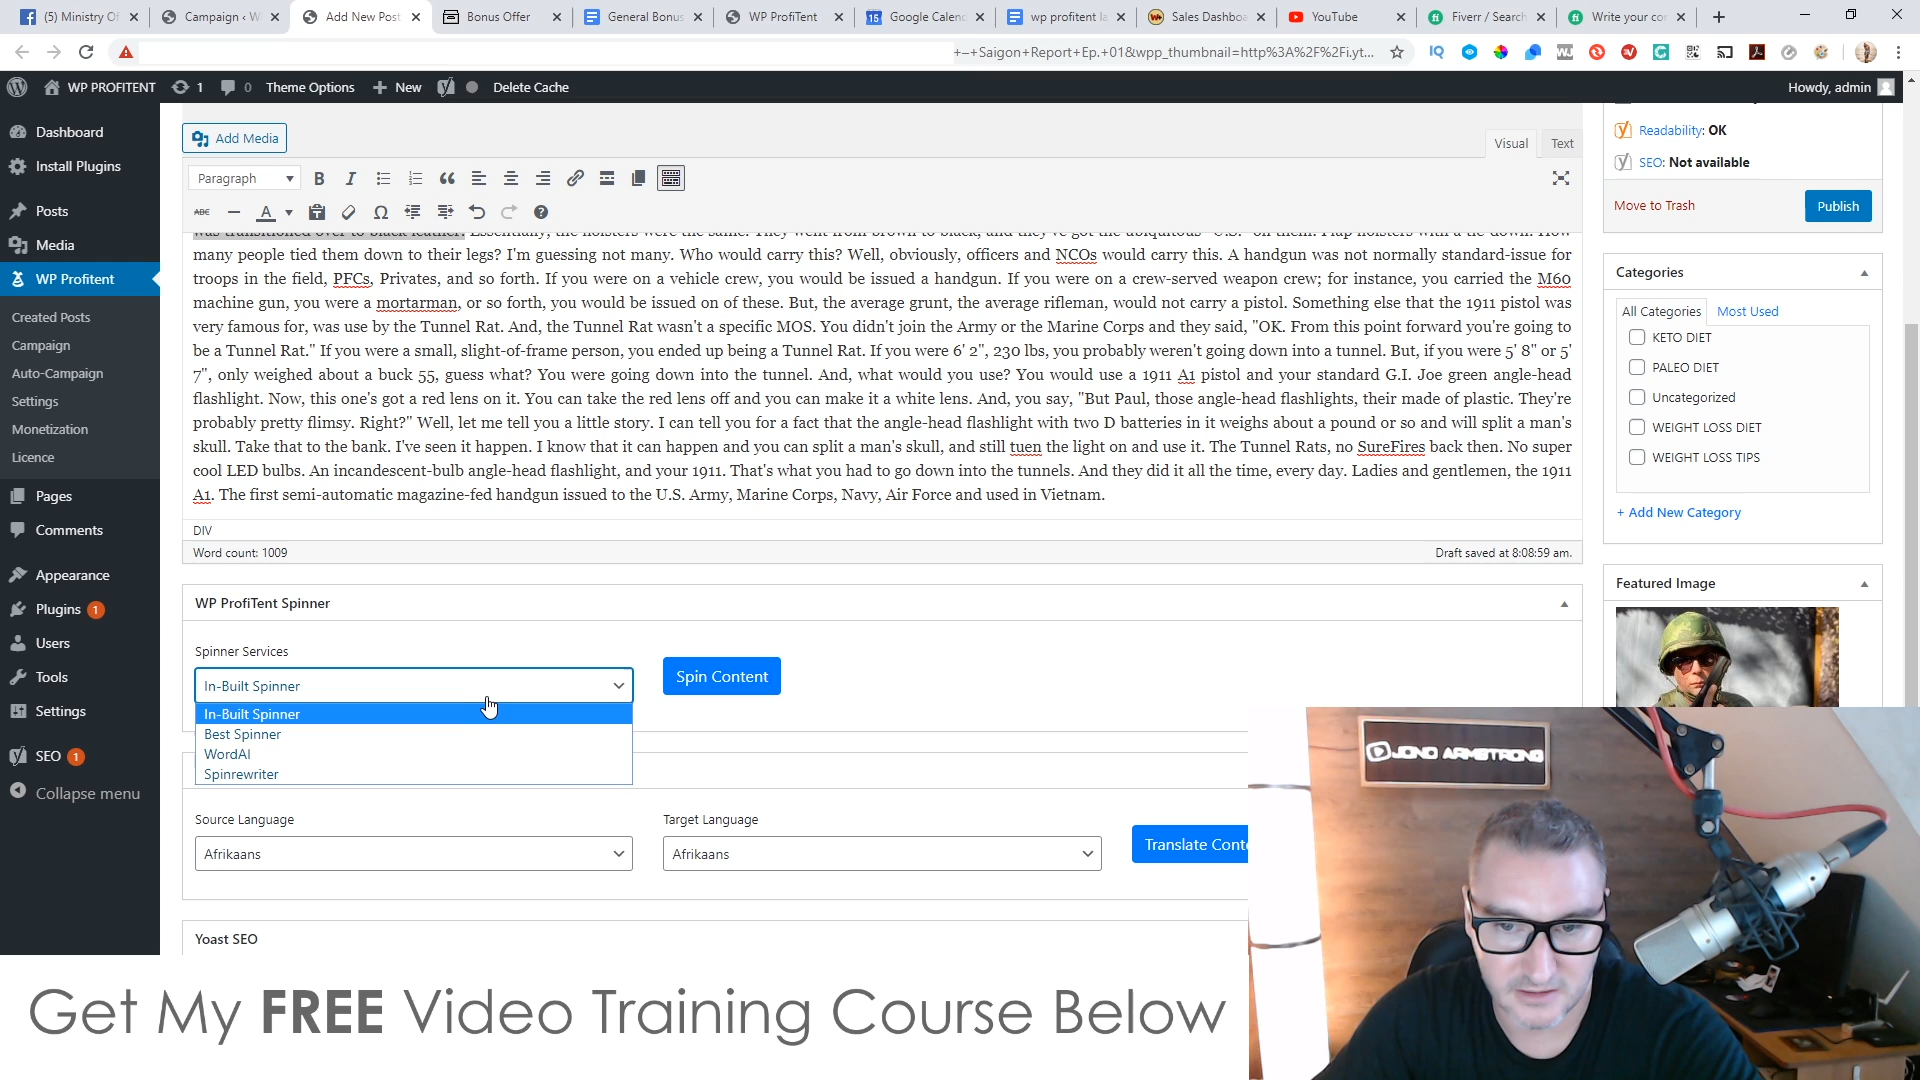 (5) Ministry Of
Campaign ‹ W
Add New Post
Bonus Offer
General Bonus
WP ProfiTent
Google Calen
wp profitent la
Sales Dashboa
YouTube
Fiverr / Search
Write your co
+–+Saigon+Report+Ep.+01&wpp_thumbnail=http%3A%2F%2Fi.yt...
WP PROFITENT
1
0
Theme Options
New
Delete Cache
Howdy, admin
Dashboard
Install Plugins
Posts
Media
WP Profitent
Created Posts
Campaign
Auto-Campaign
Settings
Monetization
Licence
Pages
Comments
Appearance
Plugins 1
Users
Tools
Settings
SEO 1
Collapse menu
Add Media
Visual
Text
Paragraph
was transitioned over to black leather. Essentially, the holsters were the same. They went from brown to black, and they've got the ubiquitous "U.S." on them. Flap holsters with a tie down. How
many people tied them down to their legs? I'm guessing not many. Who would carry this? Well, obviously, officers and NCOs would carry this. A handgun was not normally standard-issue for
troops in the field, PFCs, Privates, and so forth. If you were on a vehicle crew, you would be issued a handgun. If you were on a crew-served weapon crew; for instance, you carried the M60
machine gun, you were a mortarman, or so forth, you would be issued on of these. But, the average grunt, the average rifleman, would not carry a pistol. Something else that the 1911 pistol was
very famous for, was use by the Tunnel Rat. And, the Tunnel Rat wasn't a specific MOS. You didn't join the Army or the Marine Corps and they said, "OK. From this point forward you're going to
be a Tunnel Rat." If you were a small, slight-of-frame person, you ended up being a Tunnel Rat. If you were 6' 2", 230 lbs, you probably weren't going down into a tunnel. But, if you were 5' 8" or 5'
7", only weighed about a buck 55, guess what? You were going down into the tunnel. And, what would you use? You would use a 1911 A1 pistol and your standard G.I. Joe green angle-head
flashlight. Now, this one's got a red lens on it. You can take the red lens off and you can make it a white lens. And, you say, "But Paul, those angle-head flashlights, their made of plastic. They're
probably pretty flimsy. Right?" Well, let me tell you a little story. I can tell you for a fact that the angle-head flashlight with two D batteries in it weighs about a pound or so and will split a man's
skull. Take that to the bank. I've seen it happen. I know that it can happen and you can split a man's skull, and still tuen the light on and use it. The Tunnel Rats, no SureFires back then. No super
cool LED bulbs. An incandescent-bulb angle-head flashlight, and your 1911. That's what you had to go down into the tunnels. And they did it all the time, every day. Ladies and gentlemen, the 1911
A1. The first semi-automatic magazine-fed handgun issued to the U.S. Army, Marine Corps, Navy, Air Force and used in Vietnam.
DIV
Word count: 1009
Draft saved at 8:08:59 am.
WP ProfiTent Spinner
Spinner Services
In-Built Spinner
In-Built Spinner
Best Spinner
WordAI
Spinrewriter
Spin Content
Source Language
Afrikaans
Target Language
Afrikaans
Translate Conte
Yoast SEO
Readability: OK
SEO: Not available
Move to Trash
Publish
Categories
All Categories
Most Used
KETO DIET
PALEO DIET
Uncategorized
WEIGHT LOSS DIET
WEIGHT LOSS TIPS
+ Add New Category
Featured Image
JONO ARMSTRONG
Get My FREE Video Training Course Below